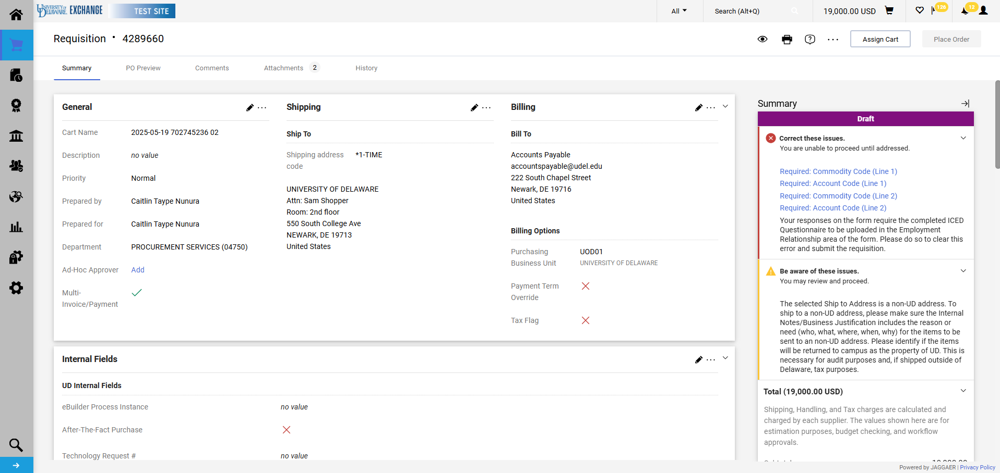 UNIVERSITY OF DELAWARE EXCHANGE TEST SITE
All
Search (Alt+Q)
19,000.00 USD
126
12
Requisition • 4289660
Assign Cart
Place Order
Summary
PO Preview
Comments
Attachments 2
History
General
Cart Name 2025-05-19 702745236 02
Description no value
Priority Normal
Prepared by Caitlin Taype Nunura
Prepared for Caitlin Taype Nunura
Department PROCUREMENT SERVICES (04750)
Ad-Hoc Approver Add
Multi-
Invoice/Payment
Shipping
Ship To
Shipping address *1-TIME
code
UNIVERSITY OF DELAWARE
Attn: Sam Shopper
Room: 2nd floor
550 South College Ave
NEWARK, DE 19713
United States
Billing
Bill To
Accounts Payable
accountspayable@udel.edu
222 South Chapel Street
Newark, DE 19716
United States
Billing Options
Purchasing UOD01
Business Unit UNIVERSITY OF DELAWARE
Payment Term
Override
Tax Flag
Internal Fields
UD Internal Fields
eBuilder Process Instance no value
After-The-Fact Purchase
Technology Request # no value
Summary
Draft
Correct these issues.
You are unable to proceed until addressed.
Required: Commodity Code (Line 1)
Required: Account Code (Line 1)
Required: Commodity Code (Line 2)
Required: Account Code (Line 2)
Your responses on the form require the completed ICED
Questionnaire to be uploaded in the Employment
Relationship area of the form. Please do so to clear this
error and submit the requisition.
Be aware of these issues.
You may review and proceed.
The selected Ship to Address is a non-UD address. To
ship to a non-UD address, please make sure the Internal
Notes/Business Justification includes the reason or
need (who, what, where, when, why) for the items to be
sent to an non-UD address. Please identify if the items
will be returned to campus as the property of UD. This is
necessary for audit purposes and, if shipped outside of
Delaware, tax purposes.
Total (19,000.00 USD)
Shipping, Handling, and Tax charges are calculated and
charged by each supplier. The values shown here are for
estimation purposes, budget checking, and workflow
approvals.
Powered by JAGGAER | Privacy Policy